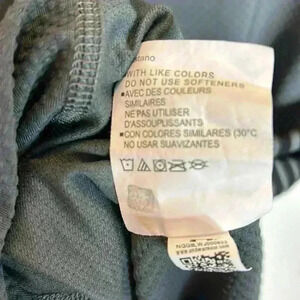 WITH LIKE COLORS
DO NOT USE SOFTENERS
•AVEC DES COULEURS
SIMILAIRES
NE PAS UTILISER
D'ASSOUPLISSANTS
•CON COLORES SIMILARES (30°C
NO USAR SUAVIZANTES